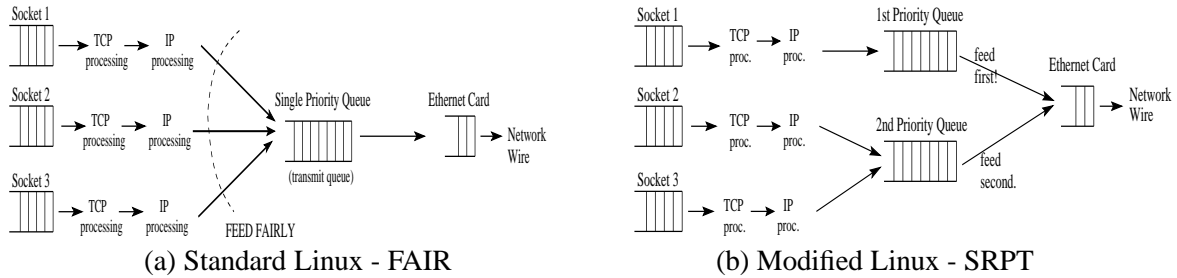 Socket 1
TCP
processing
IP
processing
Socket 2
TCP
processing
IP
processing
Single Priority Queue
(transmit queue)
Ethernet Card
Network
Wire
Socket 3
TCP
processing
IP
processing
FEED FAIRLY
(a) Standard Linux - FAIR
Socket 1
TCP
proc.
IP
proc.
1st Priority Queue
feed
first!
Ethernet Card
Network
Wire
Socket 2
TCP
proc.
IP
proc.
2nd Priority Queue
feed
second.
Socket 3
TCP
proc.
IP
proc.
(b) Modified Linux - SRPT